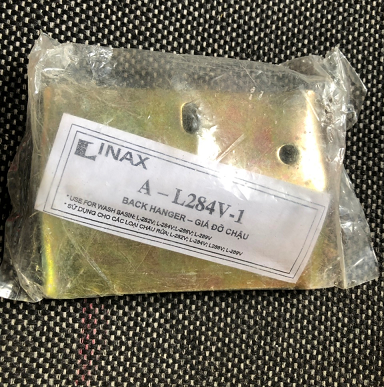 INAX
A – L284V-1
BACK HANGER – GIÁ ĐỠ CHẬU
* USE FOR WASH BASIN: L-282V; L-284V; L-285V; L-288V
* SỬ DỤNG CHO CÁC LOẠI CHẬU RỬA: L-282V; L-284V; L-285V; L-288V